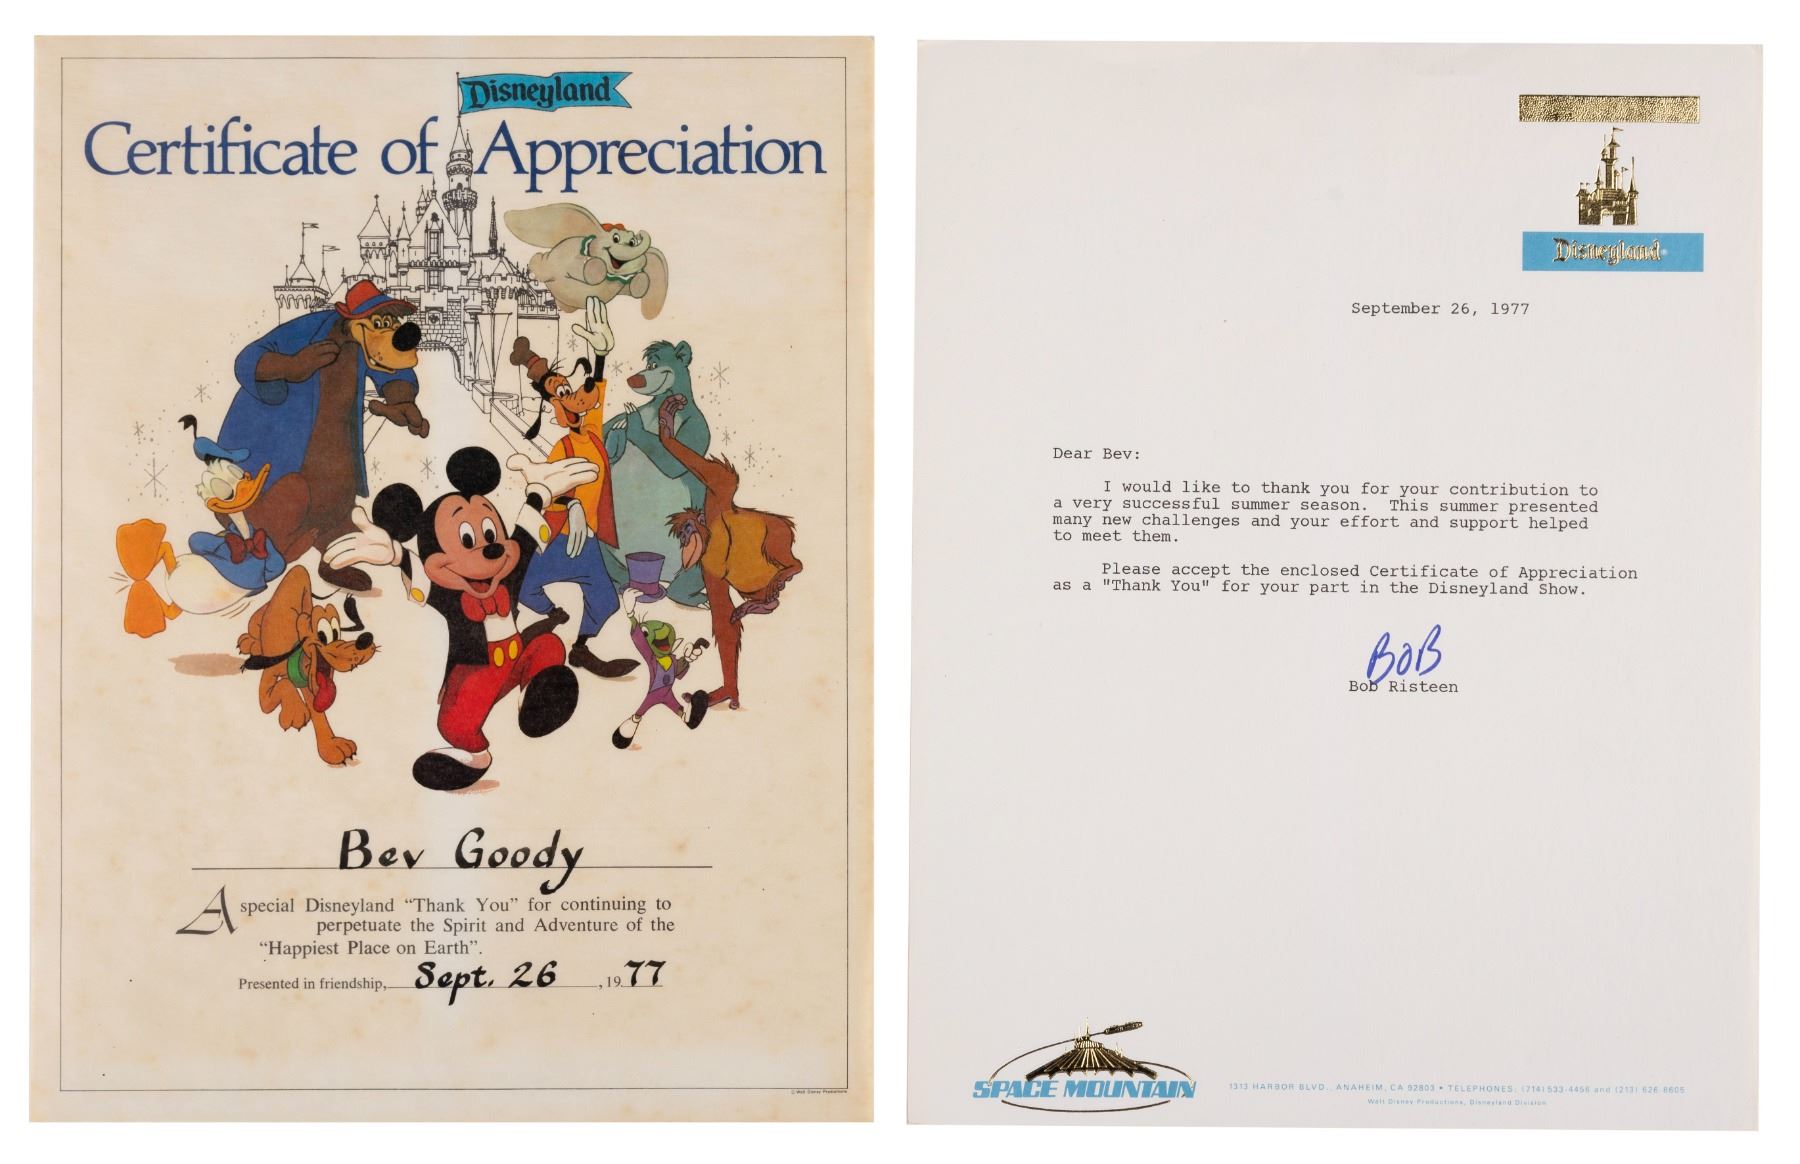 Disneyland
Certificate of Appreciation
Bev Goody
A special Disneyland “Thank You” for continuing to
perpetuate the Spirit and Adventure of the
“Happiest Place on Earth”.
Presented in friendship, Sept. 26, 1977
© Walt Disney Productions
Disneyland
September 26, 1977
Dear Bev:
I would like to thank you for your contribution to
a very successful summer season. This summer presented
many new challenges and your effort and support helped
to meet them.
Please accept the enclosed Certificate of Appreciation
as a "Thank You" for your part in the Disneyland Show.
BOB
Bob Risteen
SPACE MOUNTAIN
1313 HARBOR BLVD., ANAHEIM, CA 92803 • TELEPHONES: (714) 533-4456 and (213) 626-8605
Walt Disney Productions, Disneyland Division